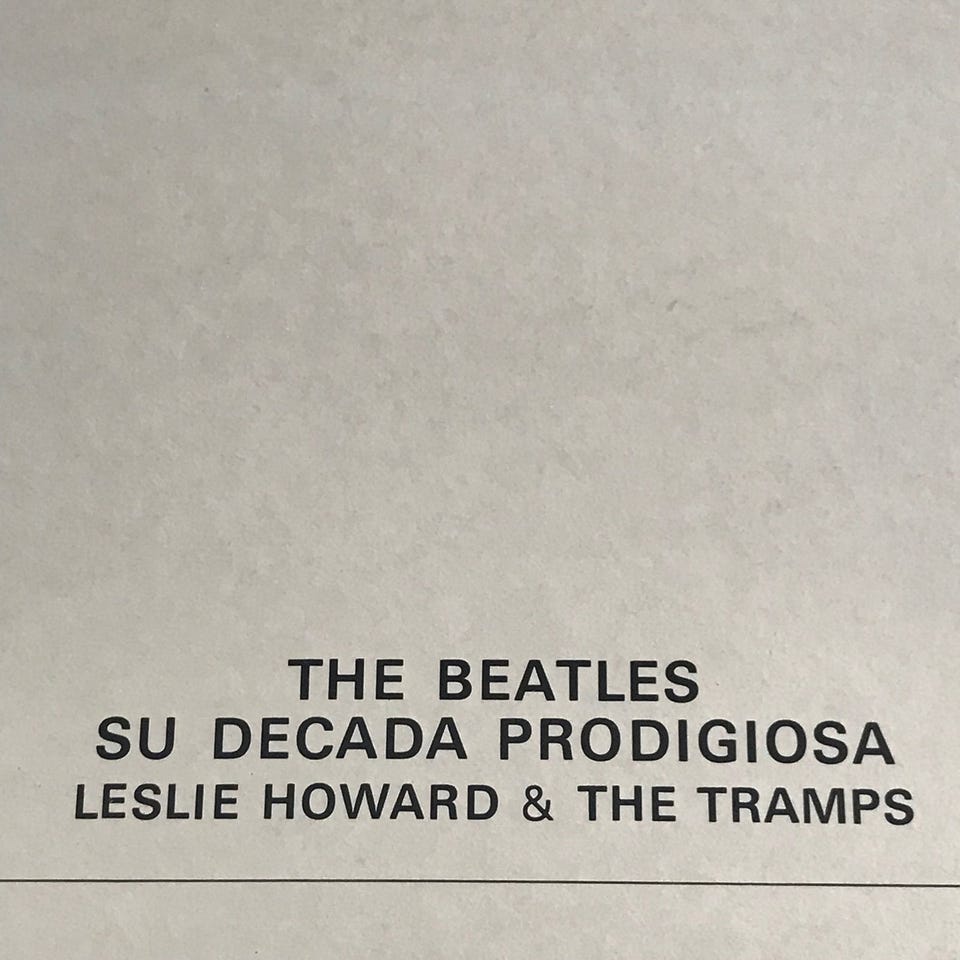 THE BEATLES
SU DECADA PRODIGIOSA
LESLIE HOWARD & THE TRAMPS